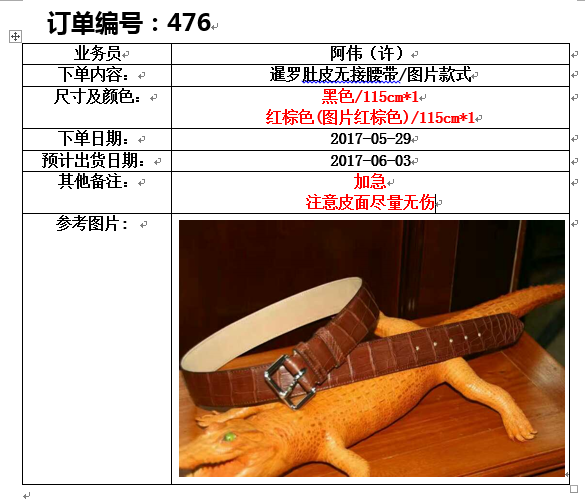 订单编号：476
业务员
阿伟（许）
下单内容：
暹罗肚皮无接腰带/图片款式
尺寸及颜色：
黑色/115cm*1
红棕色(图片红棕色)/115cm*1
下单日期：
2017-05-29
预计出货日期：
2017-06-03
其他备注：
加急
注意皮面尽量无伤
参考图片：